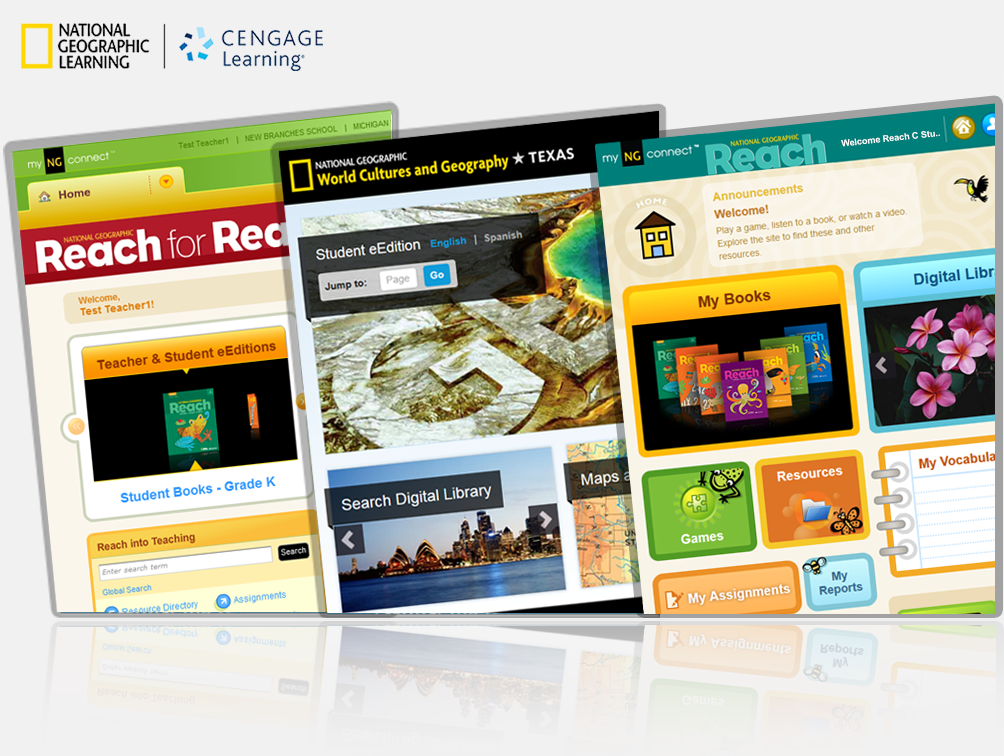 NATIONAL
GEOGRAPHIC
LEARNING
CENGAGE
Learning®
my NG connect™
Test Teacher1 | NEW BRANCHES SCHOOL | MICHIGAN
Home
NATIONAL GEOGRAPHIC
Reach for Rea
Welcome,
Test Teacher1!
Teacher & Student eEditions
Reach
Student Books - Grade K
Reach into Teaching
Enter search term
Search
Global Search
Resource Directory
Assignments
NATIONAL GEOGRAPHIC
World Cultures and Geography ★ TEXAS
Student eEdition English | Spanish
Jump to: Page Go
Search Digital Library
Maps a
my NG connect™
NATIONAL GEOGRAPHIC
Reach
Welcome Reach C Stu..
HOME
Announcements
Welcome!
Play a game, listen to a book, or watch a video.
Explore the site to find these and other
resources.
My Books
Reach
Digital Libr
Games
Resources
My Vocabula
My Assignments
My
Reports